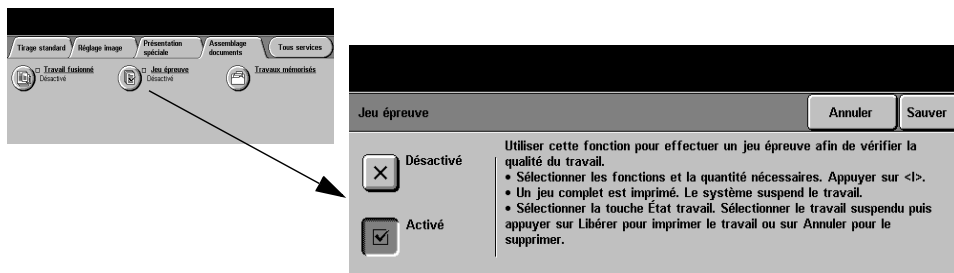 Tirage standard
Réglage image
Présentation
spéciale
Assemblage
documents
Tous services
Travail fusionné
Désactivé
Jeu épreuve
Désactivé
Travaux mémorisés
Jeu épreuve
Annuler
Sauver
Désactivé
Activé
Utiliser cette fonction pour effectuer un jeu épreuve afin de vérifier la
qualité du travail.
• Sélectionner les fonctions et la quantité nécessaires. Appuyer sur <I>.
• Un jeu complet est imprimé. Le système suspend le travail.
• Sélectionner la touche État travail. Sélectionner le travail suspendu puis
appuyer sur Libérer pour imprimer le travail ou sur Annuler pour le
supprimer.